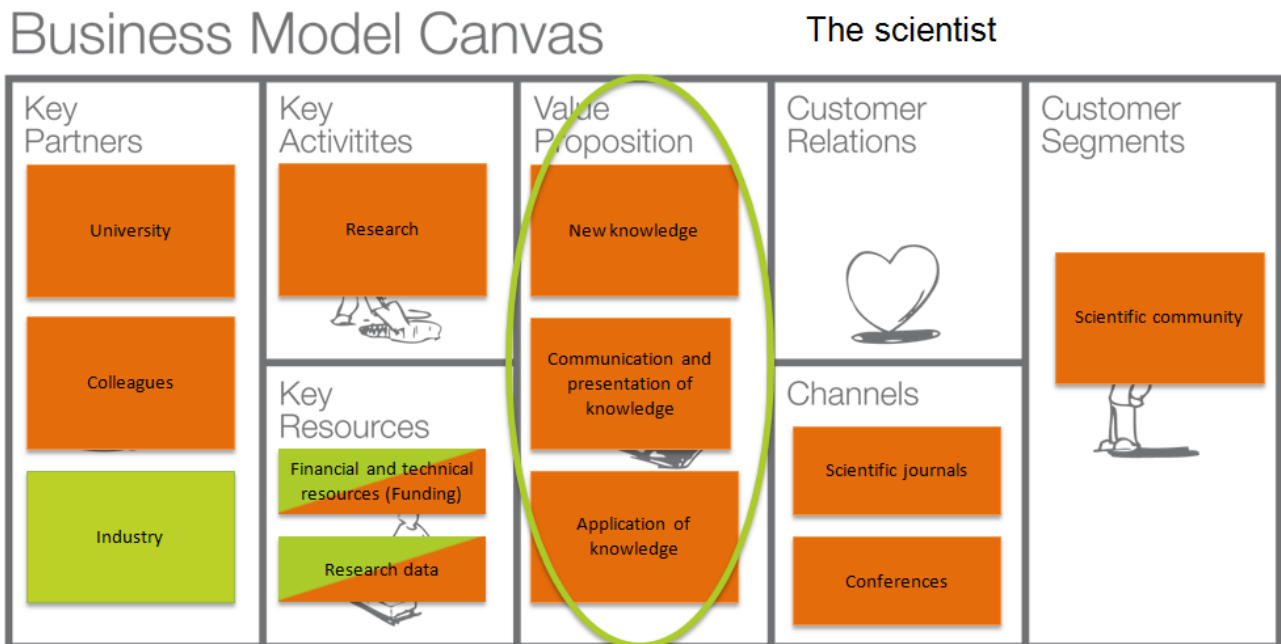 Business Model Canvas
The scientist
Key
Partners
University
Colleagues
Industry
Key
Activitites
Research
Key
Resources
Financial and technical
resources (Funding)
Research data
Value
Proposition
New knowledge
Communication and
presentation of
knowledge
Application of
knowledge
Customer
Relations
Channels
Scientific journals
Conferences
Customer
Segments
Scientific community